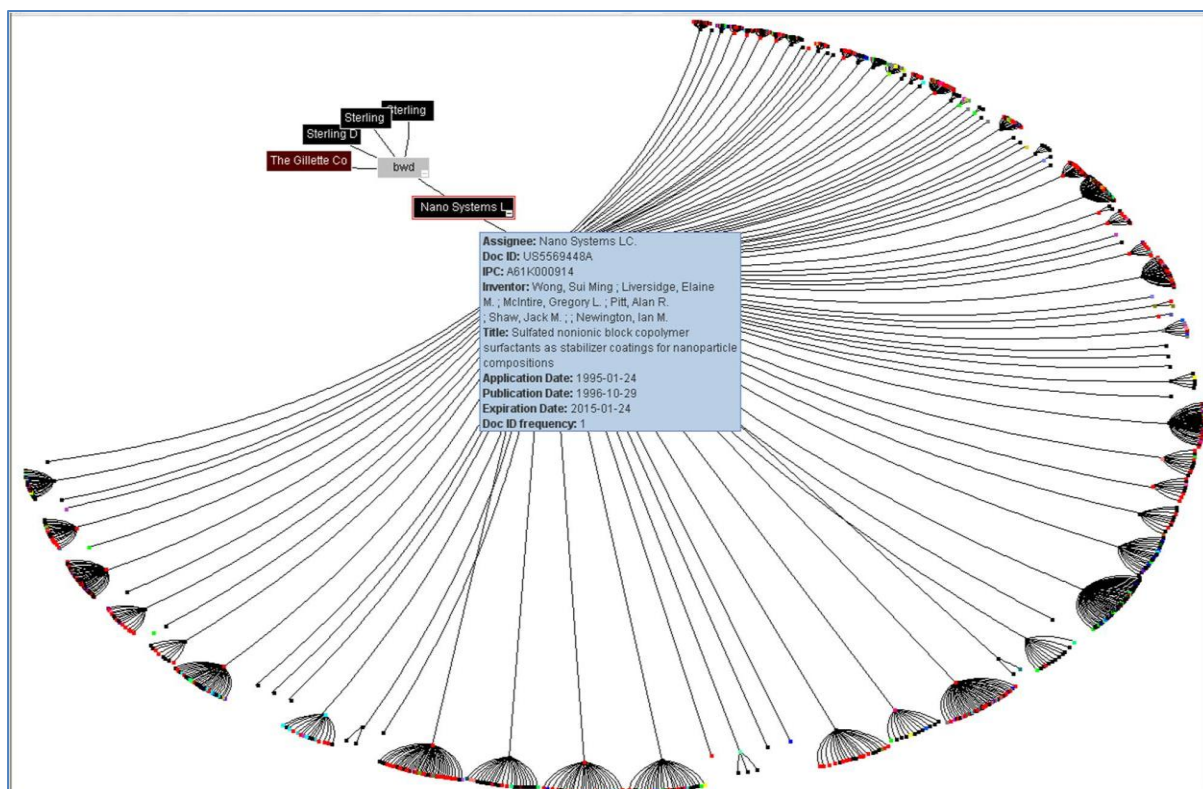 Sterling
Sterling
Sterling D
The Gillette Co
bwd
Nano Systems L
Assignee: Nano Systems LC.
Doc ID: US5569448A
IPC: A61K000914
Inventor: Wong, Sui Ming ; Liversidge, Elaine
M. ; McIntire, Gregory L. ; Pitt, Alan R.
; Shaw, Jack M. ; ; Newington, Ian M.
Title: Sulfated nonionic block copolymer
surfactants as stabilizer coatings for nanoparticle
compositions
Application Date: 1995-01-24
Publication Date: 1996-10-29
Expiration Date: 2015-01-24
Doc ID frequency: 1